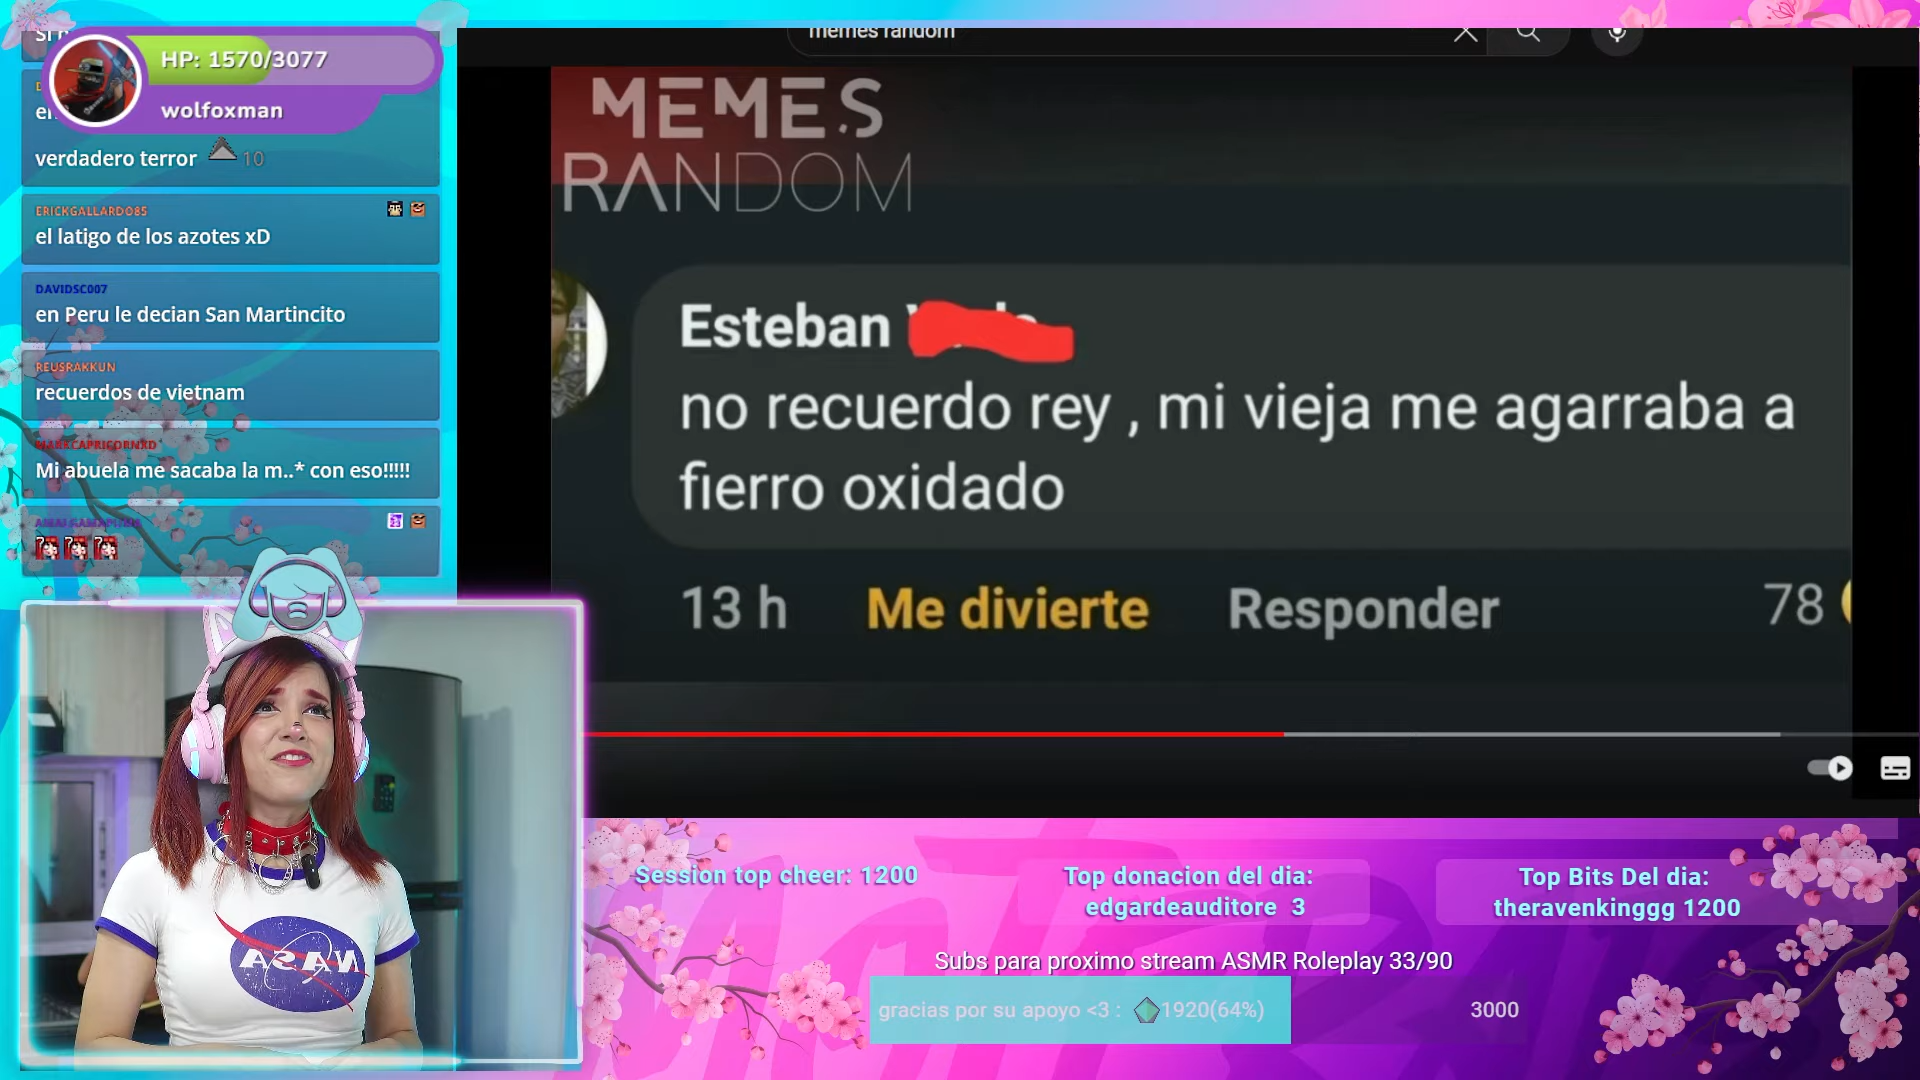 HP: 1570/3077
wolfoxman
verdadero terror 10
ERICKGALLARDO85
el latigo de los azotes xD
DAVIDSC007
en Peru le decian San Martincito
REUSRAKKUN
recuerdos de vietnam
Mi abuela me sacaba la m..* con eso!!!!!
memes random
MEMES
RANDOM
Esteban
no recuerdo rey , mi vieja me agarraba a
fierro oxidado
13 h Me divierte Responder 78
NASA
Session top cheer: 1200
Top donacion del dia:
edgardeauditore 3
Top Bits Del dia:
theravenkinggg 1200
Subs para proximo stream ASMR Roleplay 33/90
gracias por su apoyo <3 : 1920(64%) 3000